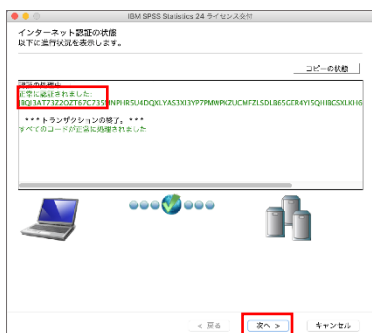 IBM SPSS Statistics 24 ライセンス交付
インターネット認証の状態
以下に進行状況を表示します。
コピーの状態
認証の処理中
正常に認証されました:
*** トランザクションの終了。 ***
すべてのコードが正常に処理されました
< 戻る
次へ >
キャンセル